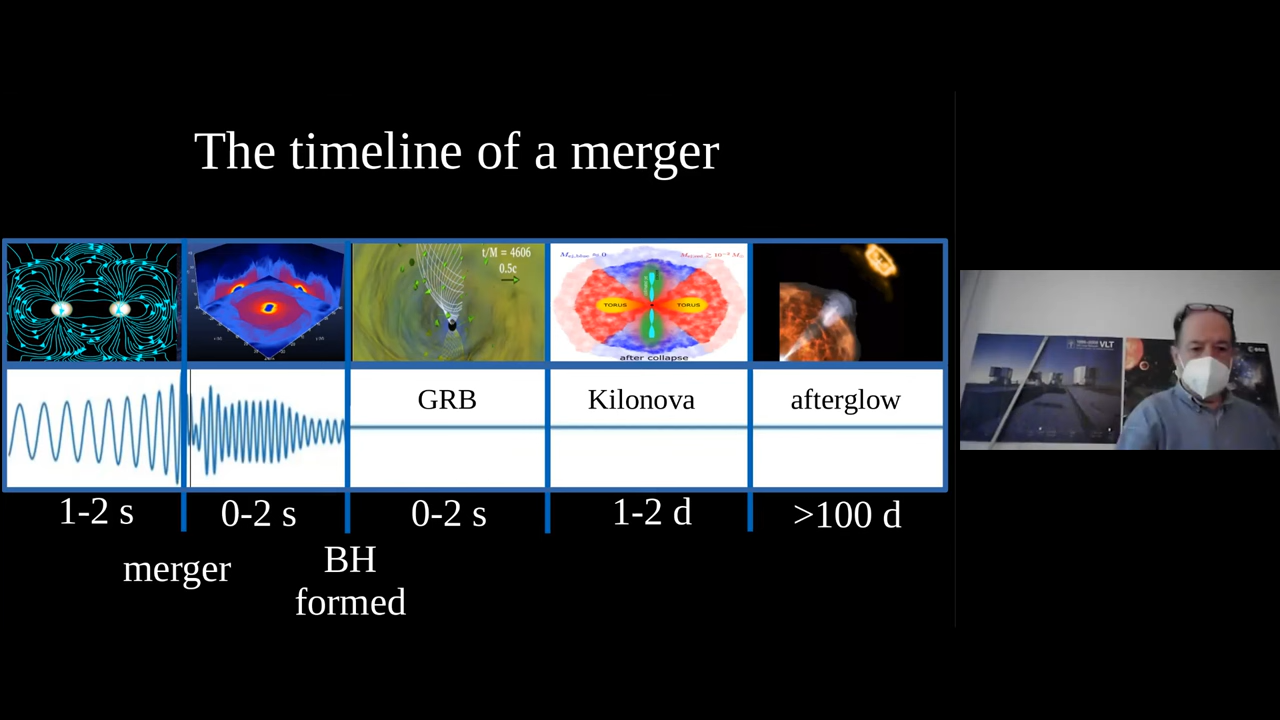 The timeline of a merger
t/M = 4606
0.5c
TORUS
TORUS
after collapse
GRB
Kilonova
afterglow
1-2 s
0-2 s
0-2 s
1-2 d
>100 d
merger
BH
formed
VLT